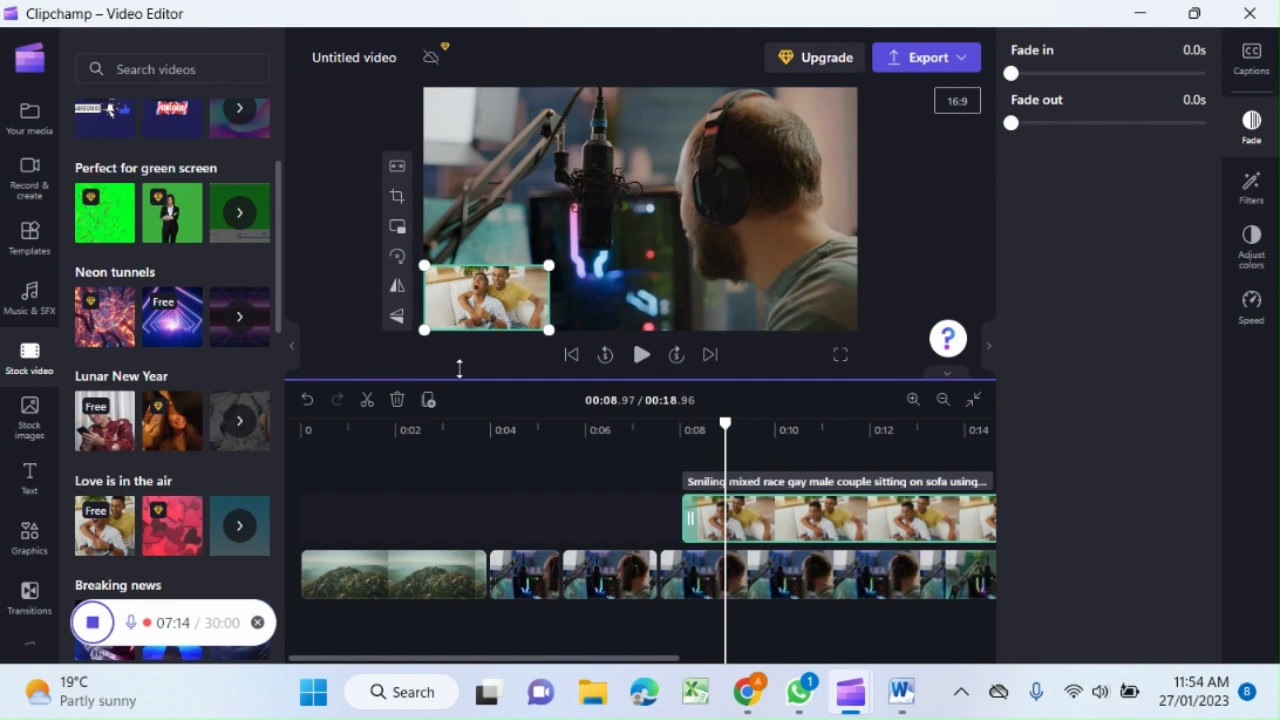 Clipchamp – Video Editor
Search videos
Untitled video
Upgrade
Export
16:9
Fade in 0.0s
Fade out 0.0s
Captions
Fade
Filters
Adjust
colors
Speed
Your media
Record &
create
Templates
Music & SFX
Stock video
Stock
images
Text
Graphics
Transitions
Perfect for green screen
Neon tunnels
Free
Lunar New Year
Free
Love is in the air
Free
Breaking news
07:14 / 30:00
5
5
?
00:08.97 / 00:18.96
0 0:02 0:04 0:06 0:08 0:10 0:12 0:14
Smiling mixed race gay male couple sitting on sofa using...
19°C
Partly sunny
Search
A
1
11:54 AM
27/01/2023
8